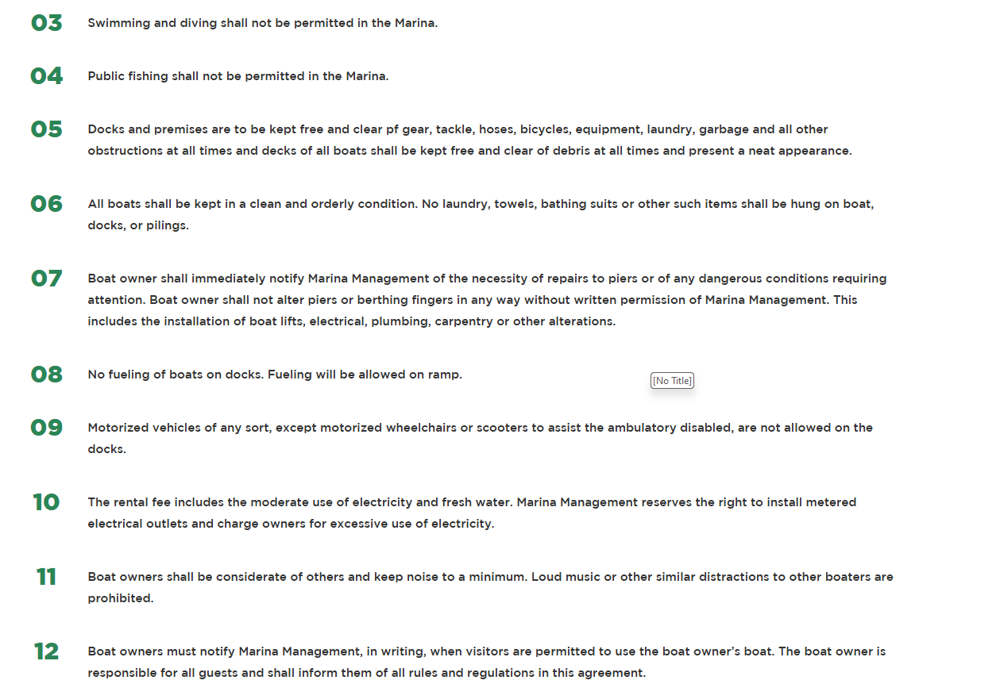 03 Swimming and diving shall not be permitted in the Marina.
04 Public fishing shall not be permitted in the Marina.
05 Docks and premises are to be kept free and clear pf gear, tackle, hoses, bicycles, equipment, laundry, garbage and all other
obstructions at all times and decks of all boats shall be kept free and clear of debris at all times and present a neat appearance.
06 All boats shall be kept in a clean and orderly condition. No laundry, towels, bathing suits or other such items shall be hung on boat,
docks, or pilings.
07 Boat owner shall immediately notify Marina Management of the necessity of repairs to piers or of any dangerous conditions requiring
attention. Boat owner shall not alter piers or berthing fingers in any way without written permission of Marina Management. This
includes the installation of boat lifts, electrical, plumbing, carpentry or other alterations.
08 No fueling of boats on docks. Fueling will be allowed on ramp.
[No Title]
09 Motorized vehicles of any sort, except motorized wheelchairs or scooters to assist the ambulatory disabled, are not allowed on the
docks.
10 The rental fee includes the moderate use of electricity and fresh water. Marina Management reserves the right to install metered
electrical outlets and charge owners for excessive use of electricity.
11 Boat owners shall be considerate of others and keep noise to a minimum. Loud music or other similar distractions to other boaters are
prohibited.
12 Boat owners must notify Marina Management, in writing, when visitors are permitted to use the boat owner’s boat. The boat owner is
responsible for all guests and shall inform them of all rules and regulations in this agreement.